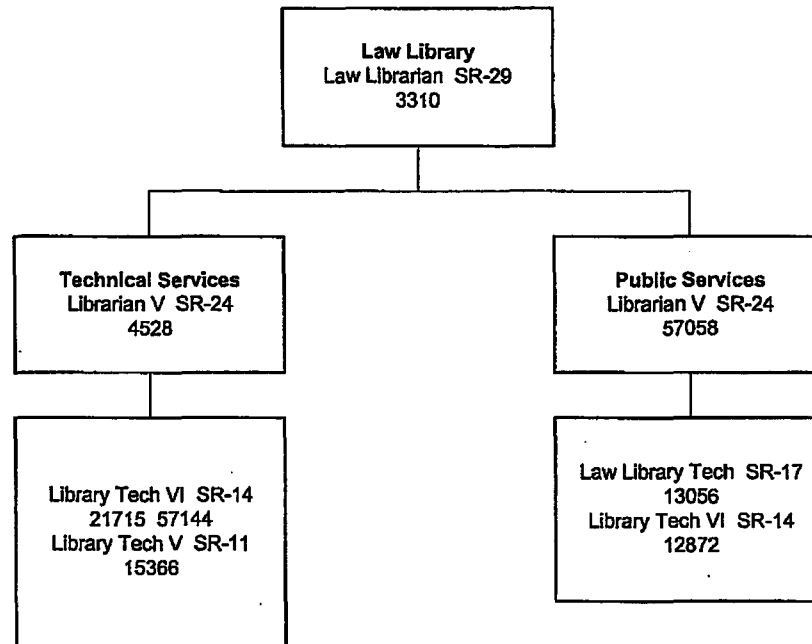 Law Library
Law Librarian SR-29
3310
Technical Services
Librarian V SR-24
4528
Public Services
Librarian V SR-24
57058
Library Tech VI SR-14
21715 57144
Library Tech V SR-11
15366
Law Library Tech SR-17
13056
Library Tech VI SR-14
12872